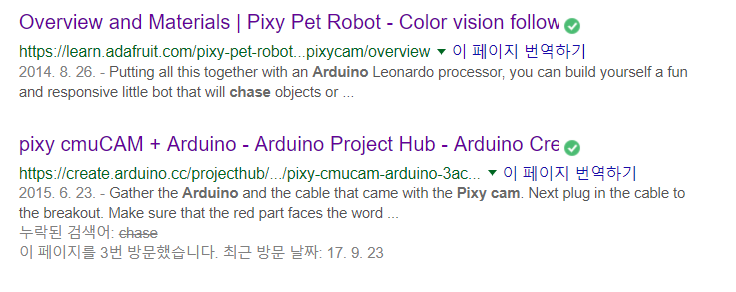 Overview and Materials | Pixy Pet Robot - Color vision follow
https://learn.adafruit.com/pixy-pet-robot...pixycam/overview 이 페이지 번역하기
2014. 8. 26. - Putting all this together with an Arduino Leonardo processor, you can build yourself a fun
and responsive little bot that will chase objects or ...
pixy cmuCAM + Arduino - Arduino Project Hub - Arduino Cre
https://create.arduino.cc/projecthub/.../pixy-cmucam-arduino-3ac... 이 페이지 번역하기
2015. 6. 23. - Gather the Arduino and the cable that came with the Pixy cam. Next plug in the cable to
the breakout. Make sure that the red part faces the word ...
누락된 검색어: chase
이 페이지를 3번 방문했습니다. 최근 방문 날짜: 17. 9. 23